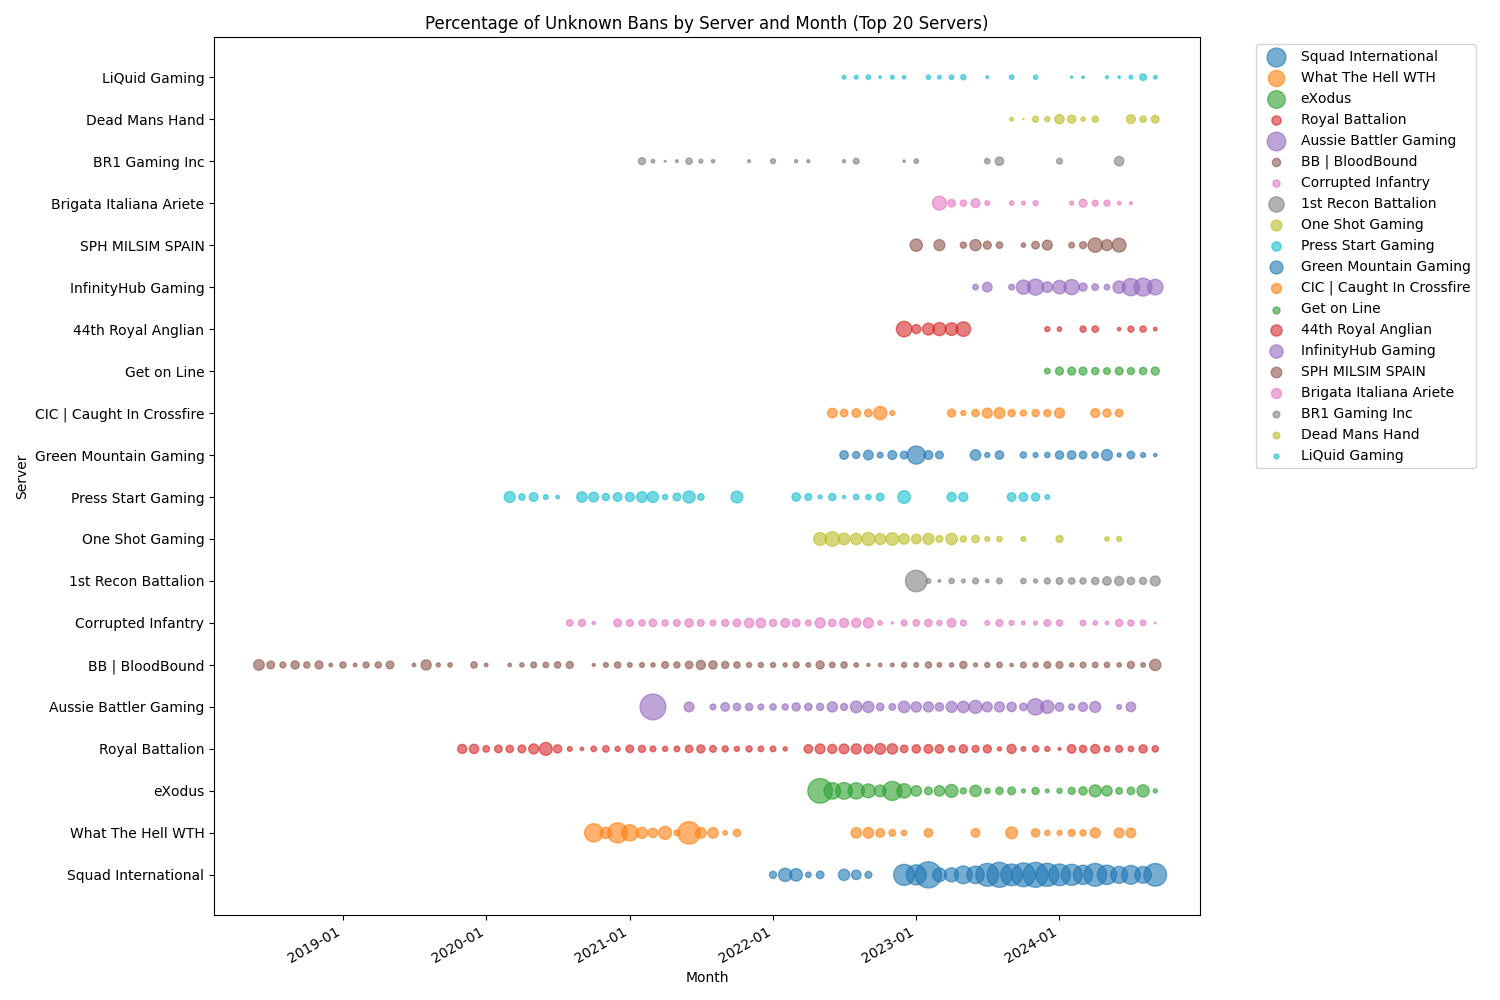 Percentage of Unknown Bans by Server and Month (Top 20 Servers)
Server
LiQuid Gaming
Dead Mans Hand
BR1 Gaming Inc
Brigata Italiana Ariete
SPH MILSIM SPAIN
InfinityHub Gaming
44th Royal Anglian
Get on Line
CIC | Caught In Crossfire
Green Mountain Gaming
Press Start Gaming
One Shot Gaming
1st Recon Battalion
Corrupted Infantry
BB | BloodBound
Aussie Battler Gaming
Royal Battalion
eXodus
What The Hell WTH
Squad International
2019-01
2020-01
2021-01
2022-01
2023-01
2024-01
Month
Squad International
What The Hell WTH
eXodus
Royal Battalion
Aussie Battler Gaming
BB | BloodBound
Corrupted Infantry
1st Recon Battalion
One Shot Gaming
Press Start Gaming
Green Mountain Gaming
CIC | Caught In Crossfire
Get on Line
44th Royal Anglian
InfinityHub Gaming
SPH MILSIM SPAIN
Brigata Italiana Ariete
BR1 Gaming Inc
Dead Mans Hand
LiQuid Gaming